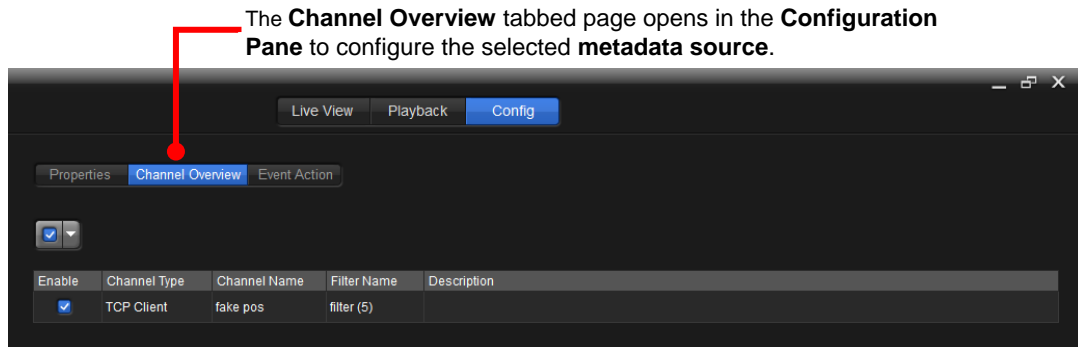 The Channel Overview tabbed page opens in the Configuration
Pane to configure the selected metadata source.
Live View Playback Config
Properties Channel Overview Event Action
Enable Channel Type Channel Name Filter Name Description
TCP Client fake pos filter (5)